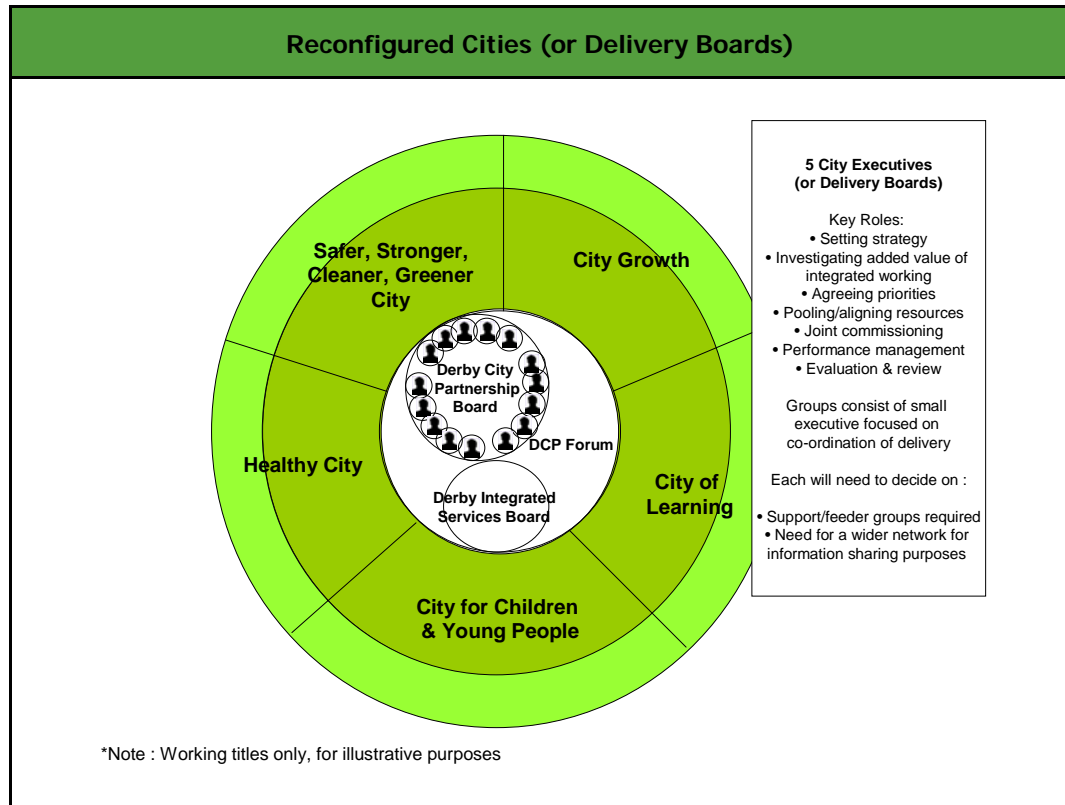 Reconfigured Cities (or Delivery Boards)
Safer, Stronger,
Cleaner, Greener
City
City Growth
Healthy City
City of
Learning
City for Children
& Young People
Derby City
Partnership
Board
DCP Forum
Derby Integrated
Services Board
5 City Executives
(or Delivery Boards)
Key Roles:
• Setting strategy
• Investigating added value of
integrated working
• Agreeing priorities
• Pooling/aligning resources
• Joint commissioning
• Performance management
• Evaluation & review
Groups consist of small
executive focused on
co-ordination of delivery
Each will need to decide on :
• Support/feeder groups required
• Need for a wider network for
information sharing purposes
*Note : Working titles only, for illustrative purposes